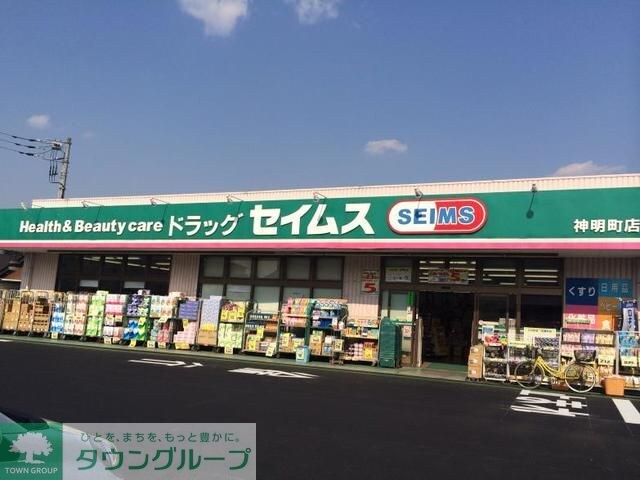 Health & Beauty care ドラッグ セイムス SEIMS 神明町店
くすり 日用品
5
ひとを、まちを、もっと豊かに。
タウングループ
TOWN GROUP